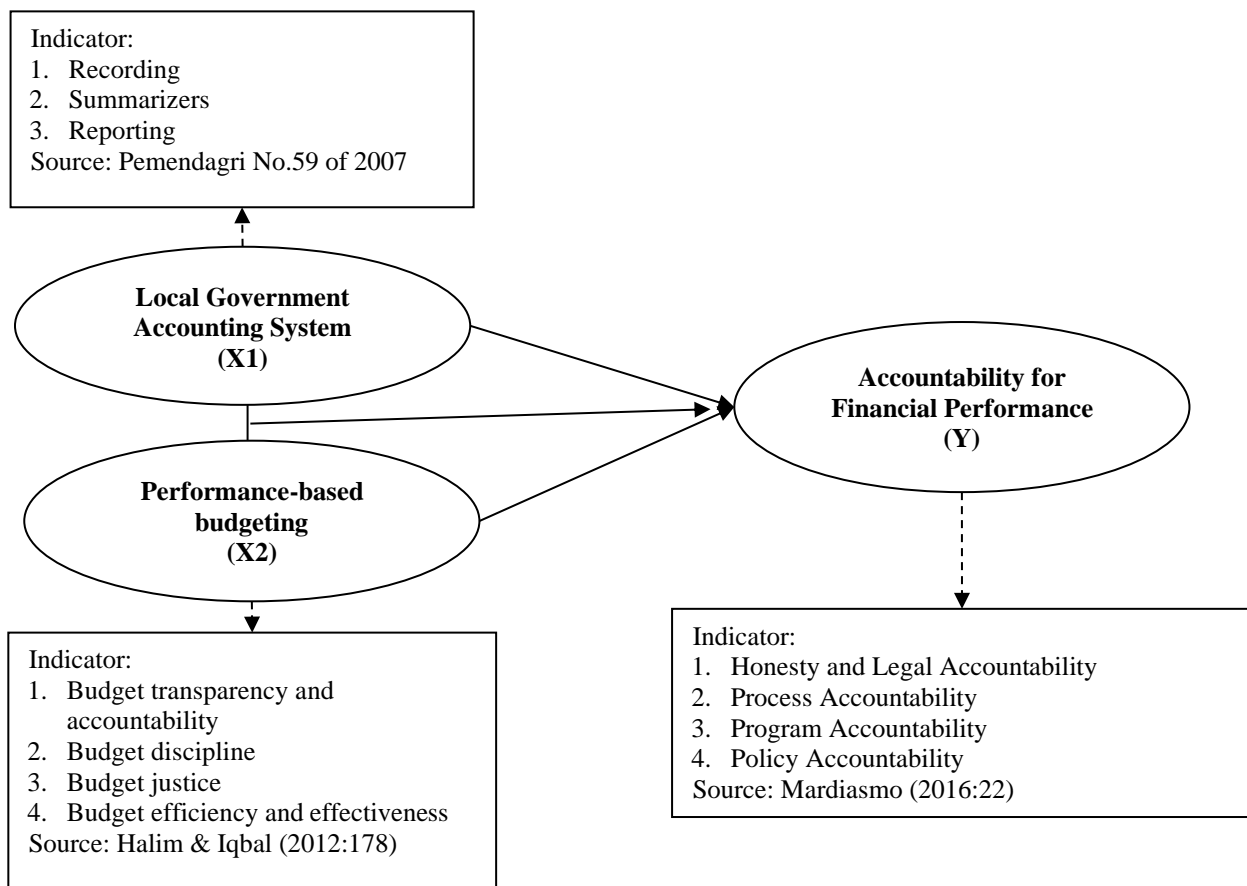 Indicator:
1. Recording
2. Summarizers
3. Reporting
Source: Pemendagri No.59 of 2007
Local Government
Accounting System
(X1)
Accountability for
Financial Performance
(Y)
Performance-based
budgeting
(X2)
Indicator:
1. Budget transparency and
accountability
2. Budget discipline
3. Budget justice
4. Budget efficiency and effectiveness
Source: Halim & Iqbal (2012:178)
Indicator:
1. Honesty and Legal Accountability
2. Process Accountability
3. Program Accountability
4. Policy Accountability
Source: Mardiasmo (2016:22)